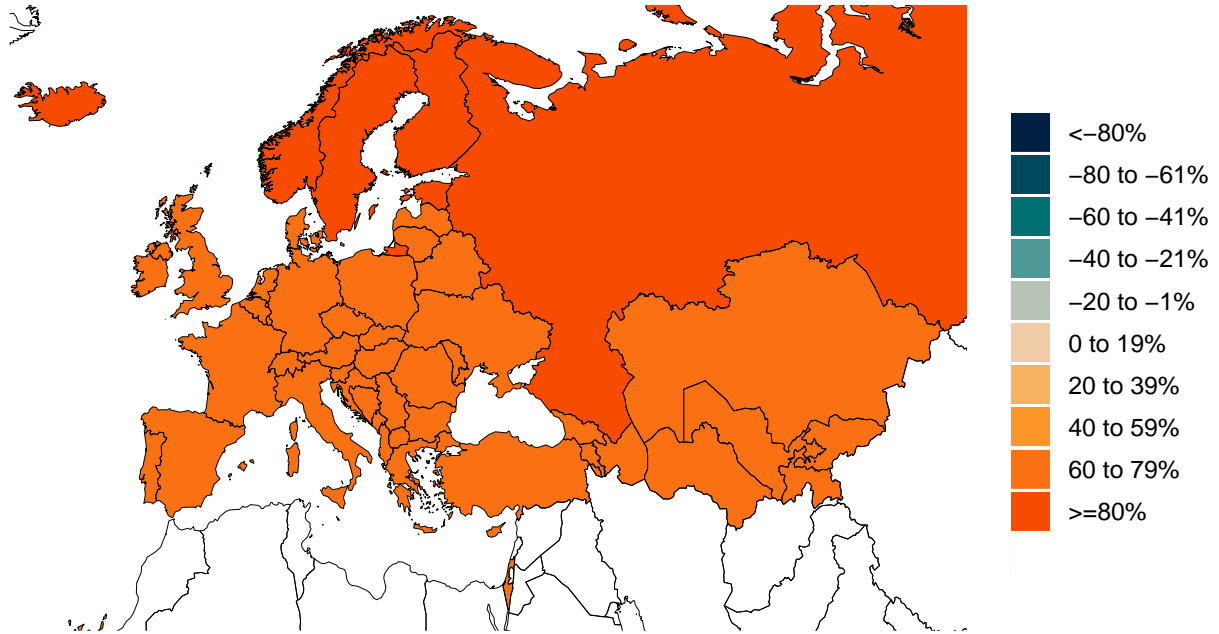 <−80%
−80 to −61%
−60 to −41%
−40 to −21%
−20 to −1%
0 to 19%
20 to 39%
40 to 59%
60 to 79%
>=80%